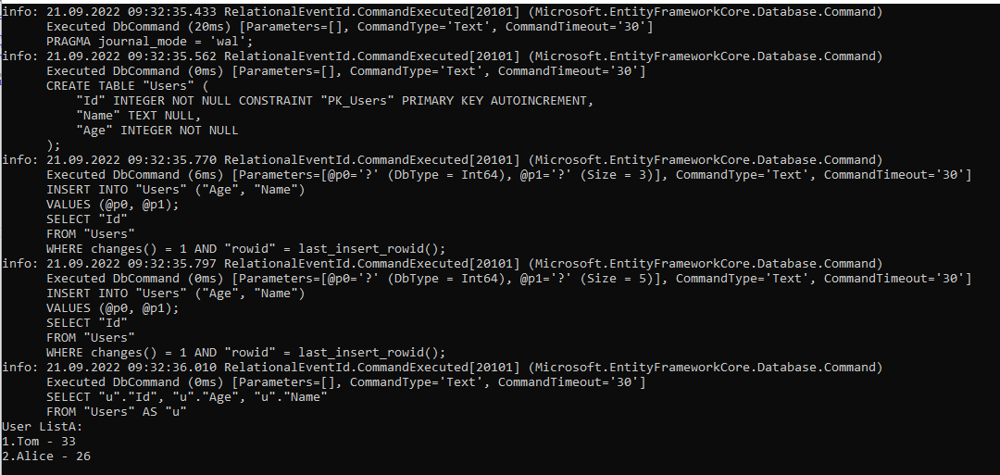 info: 21.09.2022 09:32:35.433 RelationalEventId.CommandExecuted[20101] (Microsoft.EntityFrameworkCore.Database.Command)
      Executed DbCommand (20ms) [Parameters=[], CommandType='Text', CommandTimeout='30']
      PRAGMA journal_mode = 'wal';
info: 21.09.2022 09:32:35.562 RelationalEventId.CommandExecuted[20101] (Microsoft.EntityFrameworkCore.Database.Command)
      Executed DbCommand (0ms) [Parameters=[], CommandType='Text', CommandTimeout='30']
      CREATE TABLE "Users" (
          "Id" INTEGER NOT NULL CONSTRAINT "PK_Users" PRIMARY KEY AUTOINCREMENT,
          "Name" TEXT NULL,
          "Age" INTEGER NOT NULL
      );
info: 21.09.2022 09:32:35.770 RelationalEventId.CommandExecuted[20101] (Microsoft.EntityFrameworkCore.Database.Command)
      Executed DbCommand (6ms) [Parameters=[@p0='?' (DbType = Int64), @p1='?' (Size = 3)], CommandType='Text', CommandTimeout='30']
      INSERT INTO "Users" ("Age", "Name")
      VALUES (@p0, @p1);
      SELECT "Id"
      FROM "Users"
      WHERE changes() = 1 AND "rowid" = last_insert_rowid();
info: 21.09.2022 09:32:35.797 RelationalEventId.CommandExecuted[20101] (Microsoft.EntityFrameworkCore.Database.Command)
      Executed DbCommand (0ms) [Parameters=[@p0='?' (DbType = Int64), @p1='?' (Size = 5)], CommandType='Text', CommandTimeout='30']
      INSERT INTO "Users" ("Age", "Name")
      VALUES (@p0, @p1);
      SELECT "Id"
      FROM "Users"
      WHERE changes() = 1 AND "rowid" = last_insert_rowid();
info: 21.09.2022 09:32:36.010 RelationalEventId.CommandExecuted[20101] (Microsoft.EntityFrameworkCore.Database.Command)
      Executed DbCommand (0ms) [Parameters=[], CommandType='Text', CommandTimeout='30']
      SELECT "u"."Id", "u"."Age", "u"."Name"
      FROM "Users" AS "u"
User ListA:
1.Tom - 33
2.Alice - 26